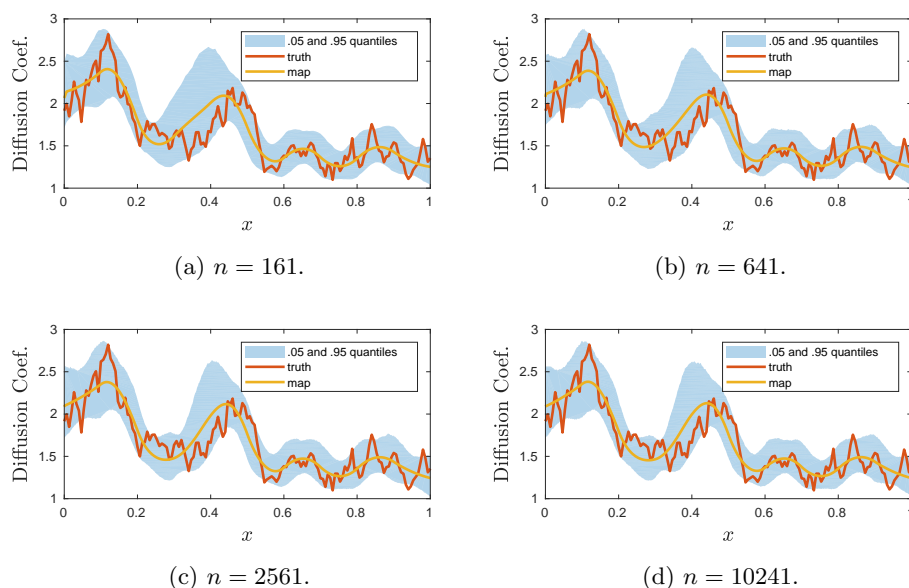 3
2.5
2
1.5
1
Diffusion Coef.
.05 and .95 quantiles
truth
map
0 0.2 0.4 0.6 0.8 1
x
(a) n = 161.
3
2.5
2
1.5
1
Diffusion Coef.
.05 and .95 quantiles
truth
map
0 0.2 0.4 0.6 0.8 1
x
(b) n = 641.
3
2.5
2
1.5
1
Diffusion Coef.
.05 and .95 quantiles
truth
map
0 0.2 0.4 0.6 0.8 1
x
(c) n = 2561.
3
2.5
2
1.5
1
Diffusion Coef.
.05 and .95 quantiles
truth
map
0 0.2 0.4 0.6 0.8 1
x
(d) n = 10241.